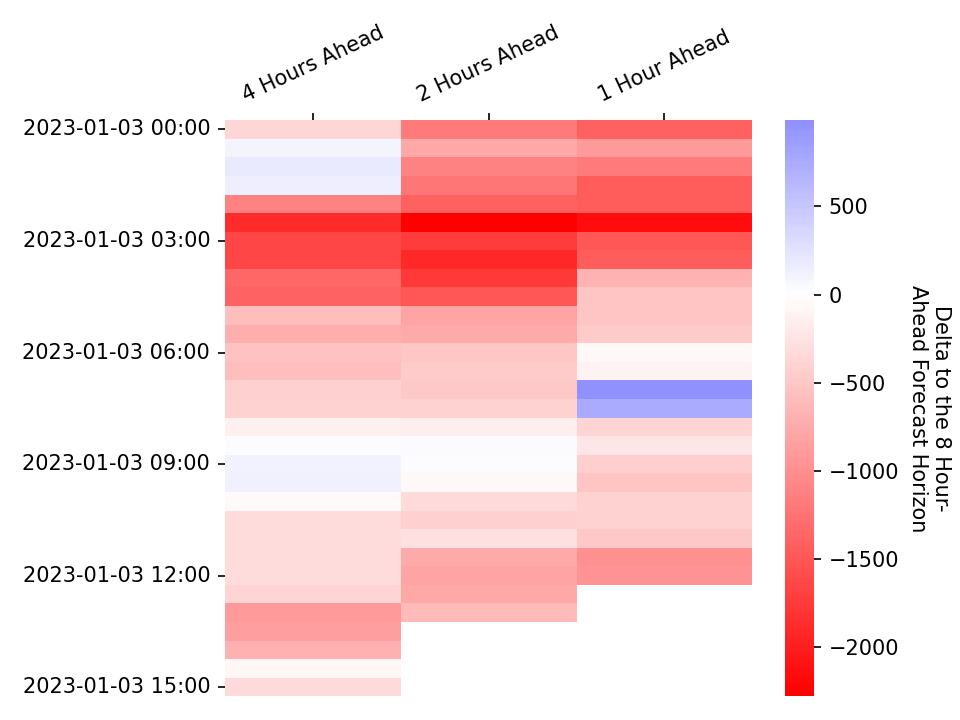 4 Hours Ahead
2 Hours Ahead
1 Hour Ahead
2023-01-03 00:00
2023-01-03 03:00
2023-01-03 06:00
2023-01-03 09:00
2023-01-03 12:00
2023-01-03 15:00
500
0
−500
−1000
−1500
−2000
Delta to the 8 Hour-
Ahead Forecast Horizon